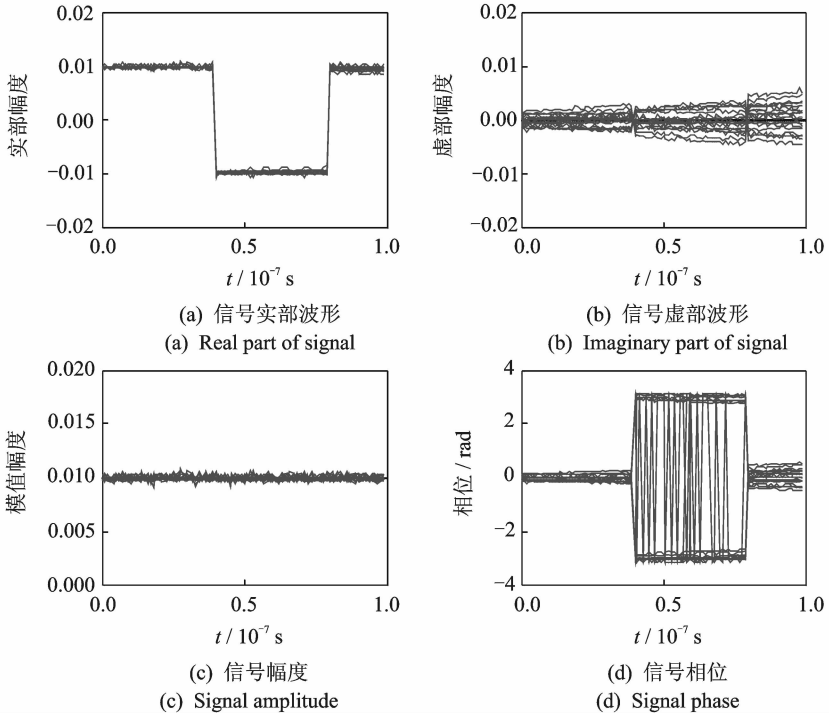 0.02
0.01
0.00
−0.01
−0.02
实部幅度
0.0
0.5
1.0
t / 10⁻⁷ s
(a) 信号实部波形
(a) Real part of signal
0.02
0.01
0.00
−0.01
−0.02
虚部幅度
0.0
0.5
1.0
t / 10⁻⁷ s
(b) 信号虚部波形
(b) Imaginary part of signal
0.020
0.015
0.010
0.005
0.000
模值幅度
0.0
0.5
1.0
t / 10⁻⁷ s
(c) 信号幅度
(c) Signal amplitude
4
2
0
−2
−4
相位 / rad
0.0
0.5
1.0
t / 10⁻⁷ s
(d) 信号相位
(d) Signal phase